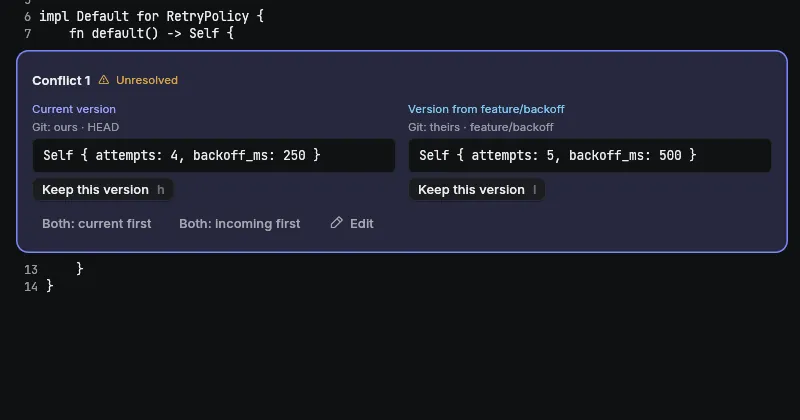 6 impl Default for RetryPolicy {
7     fn default() -> Self {
Conflict 1 Unresolved
Current version
Git: ours · HEAD
Self { attempts: 4, backoff_ms: 250 }
Keep this version h
Version from feature/backoff
Git: theirs · feature/backoff
Self { attempts: 5, backoff_ms: 500 }
Keep this version l
Both: current first Both: incoming first Edit
13     }
14 }